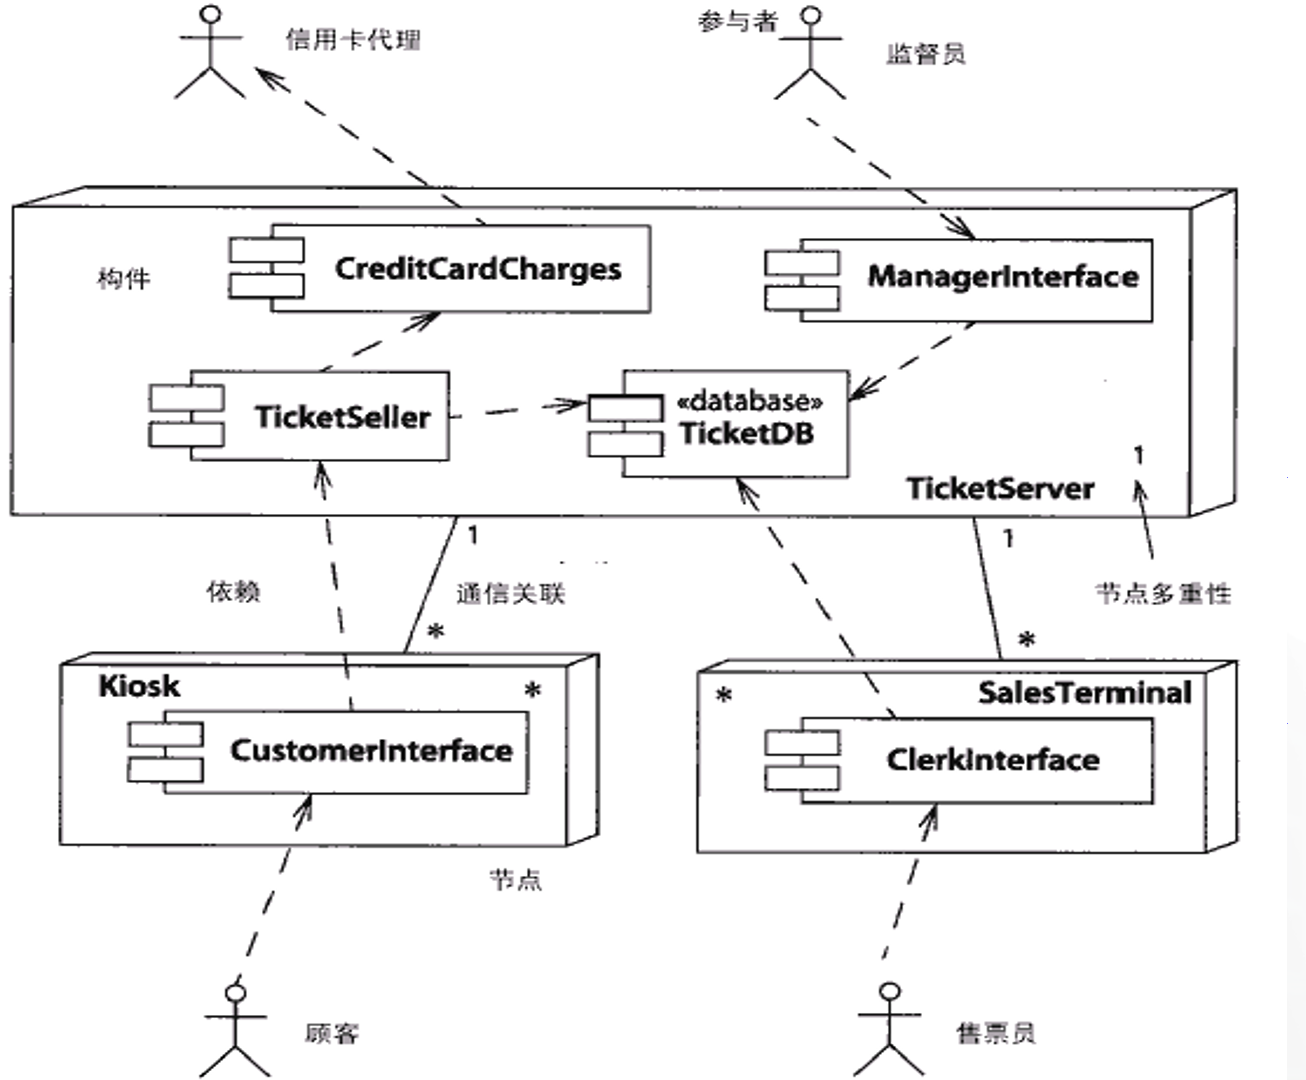 信用卡代理
参与者
监督员
构件
CreditCardCharges
ManagerInterface
TicketSeller
«database»
TicketDB
1
TicketServer
1
1
依赖
通信关联
节点多重性
*
*
Kiosk
*
*
SalesTerminal
CustomerInterface
ClerkInterface
节点
顾客
售票员